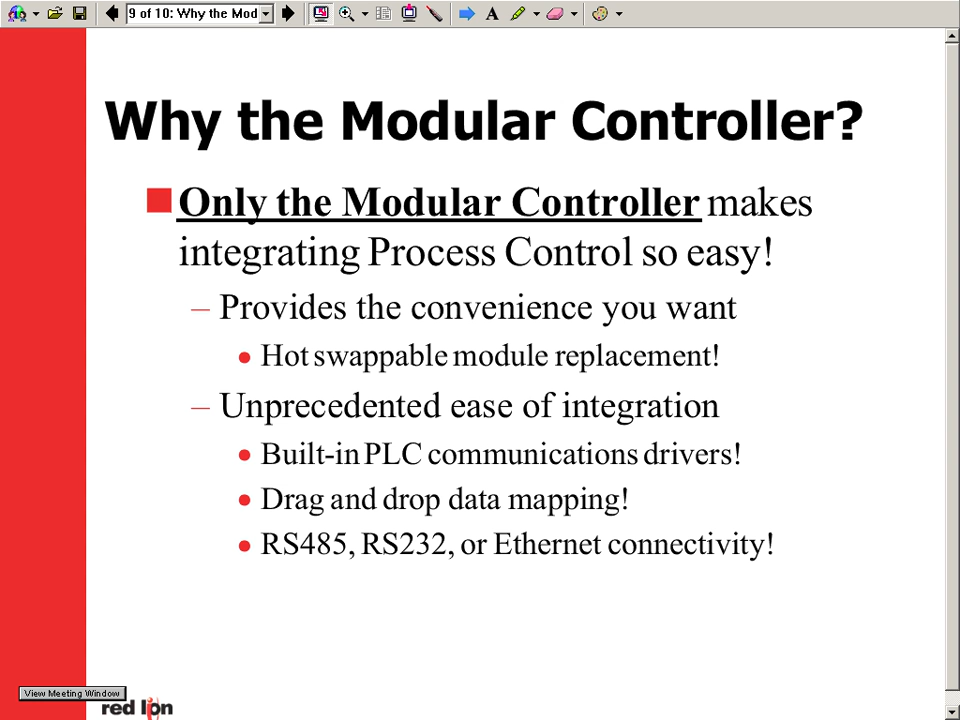 9 of 10: Why the Mod
Why the Modular Controller?
Only the Modular Controller makes
integrating Process Control so easy!
– Provides the convenience you want
• Hot swappable module replacement!
– Unprecedented ease of integration
• Built-in PLC communications drivers!
• Drag and drop data mapping!
• RS485, RS232, or Ethernet connectivity!
View Meeting Window
red lion